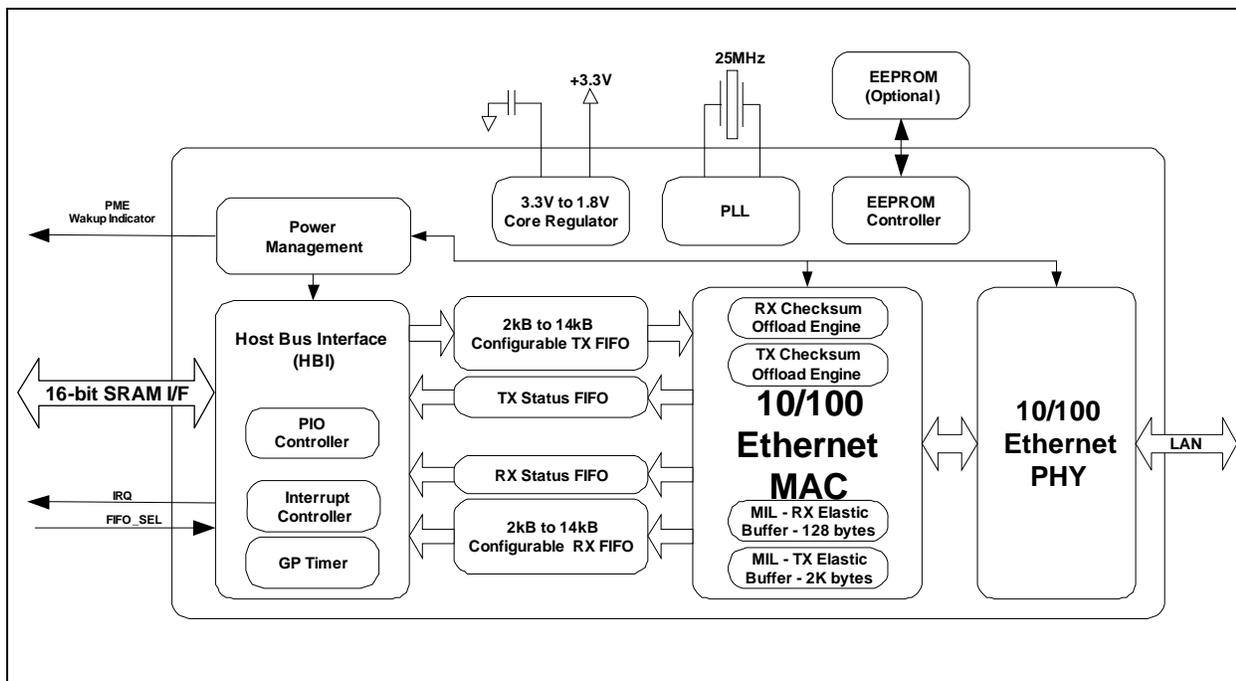 25MHz
+3.3V
EEPROM
(Optional)
3.3V to 1.8V
Core Regulator
PLL
EEPROM
Controller
PME
Wakup Indicator
Power
Management
Host Bus Interface
(HBI)
2kB to 14kB
Configurable TX FIFO
RX Checksum
Offload Engine
TX Checksum
Offload Engine
16-bit SRAM I/F
TX Status FIFO
PIO
Controller
10/100
Ethernet
MAC
10/100
Ethernet
PHY
LAN
RX Status FIFO
IRQ
FIFO_SEL
Interrupt
Controller
2kB to 14kB
Configurable RX FIFO
MIL - RX Elastic
Buffer - 128 bytes
GP Timer
MIL - TX Elastic
Buffer - 2K bytes